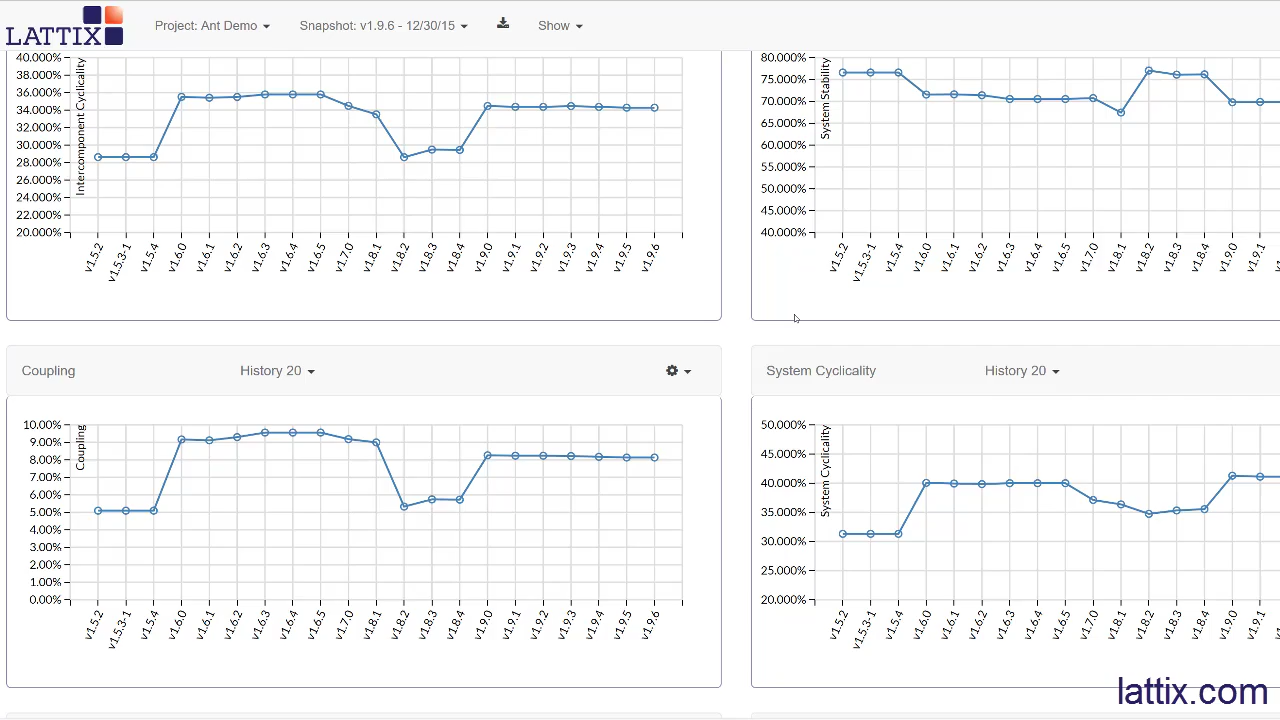 LATTIX
Project: Ant Demo
Snapshot: v1.9.6 - 12/30/15
Show
Intercomponent Cyclicality
40.000%
38.000%
36.000%
34.000%
32.000%
30.000%
28.000%
26.000%
24.000%
22.000%
20.000%
v1.5.2
v1.5.3-1
v1.5.4
v1.6.0
v1.6.1
v1.6.2
v1.6.3
v1.6.4
v1.6.5
v1.7.0
v1.8.1
v1.8.2
v1.8.3
v1.8.4
v1.9.0
v1.9.1
v1.9.2
v1.9.3
v1.9.4
v1.9.5
v1.9.6
System Stability
80.000%
75.000%
70.000%
65.000%
60.000%
55.000%
50.000%
45.000%
40.000%
v1.5.2
v1.5.3-1
v1.5.4
v1.6.0
v1.6.1
v1.6.2
v1.6.3
v1.6.4
v1.6.5
v1.7.0
v1.8.1
v1.8.2
v1.8.3
v1.8.4
v1.9.0
v1.9.1
Coupling
History 20
Coupling
10.00%
9.00%
8.00%
7.00%
6.00%
5.00%
4.00%
3.00%
2.00%
1.00%
0.00%
v1.5.2
v1.5.3-1
v1.5.4
v1.6.0
v1.6.1
v1.6.2
v1.6.3
v1.6.4
v1.6.5
v1.7.0
v1.8.1
v1.8.2
v1.8.3
v1.8.4
v1.9.0
v1.9.1
v1.9.2
v1.9.3
v1.9.4
v1.9.5
v1.9.6
System Cyclicality
History 20
System Cyclicality
50.000%
45.000%
40.000%
35.000%
30.000%
25.000%
20.000%
v1.5.2
v1.5.3-1
v1.5.4
v1.6.0
v1.6.1
v1.6.2
v1.6.3
v1.6.4
v1.6.5
v1.7.0
v1.8.1
v1.8.2
v1.8.3
v1.8.4
v1.9.0
v1.9.1
lattix.com